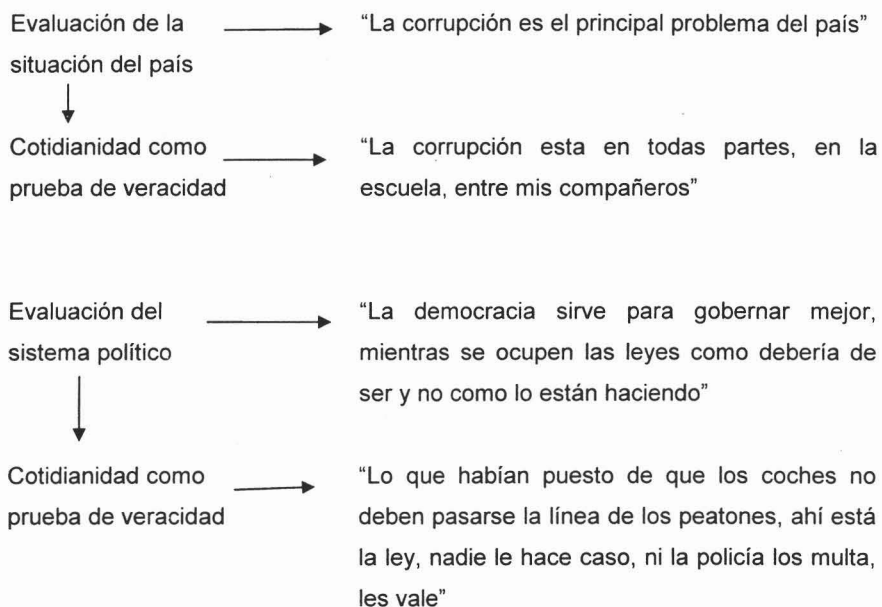 Evaluación de la
situación del país
“La corrupción es el principal problema del país”
Cotidianidad como
prueba de veracidad
“La corrupción esta en todas partes, en la
escuela, entre mis compañeros”
Evaluación del
sistema político
“La democracia sirve para gobernar mejor,
mientras se ocupen las leyes como debería de
ser y no como lo están haciendo”
Cotidianidad como
prueba de veracidad
“Lo que habían puesto de que los coches no
deben pasarse la línea de los peatones, ahí está
la ley, nadie le hace caso, ni la policía los multa,
les vale”